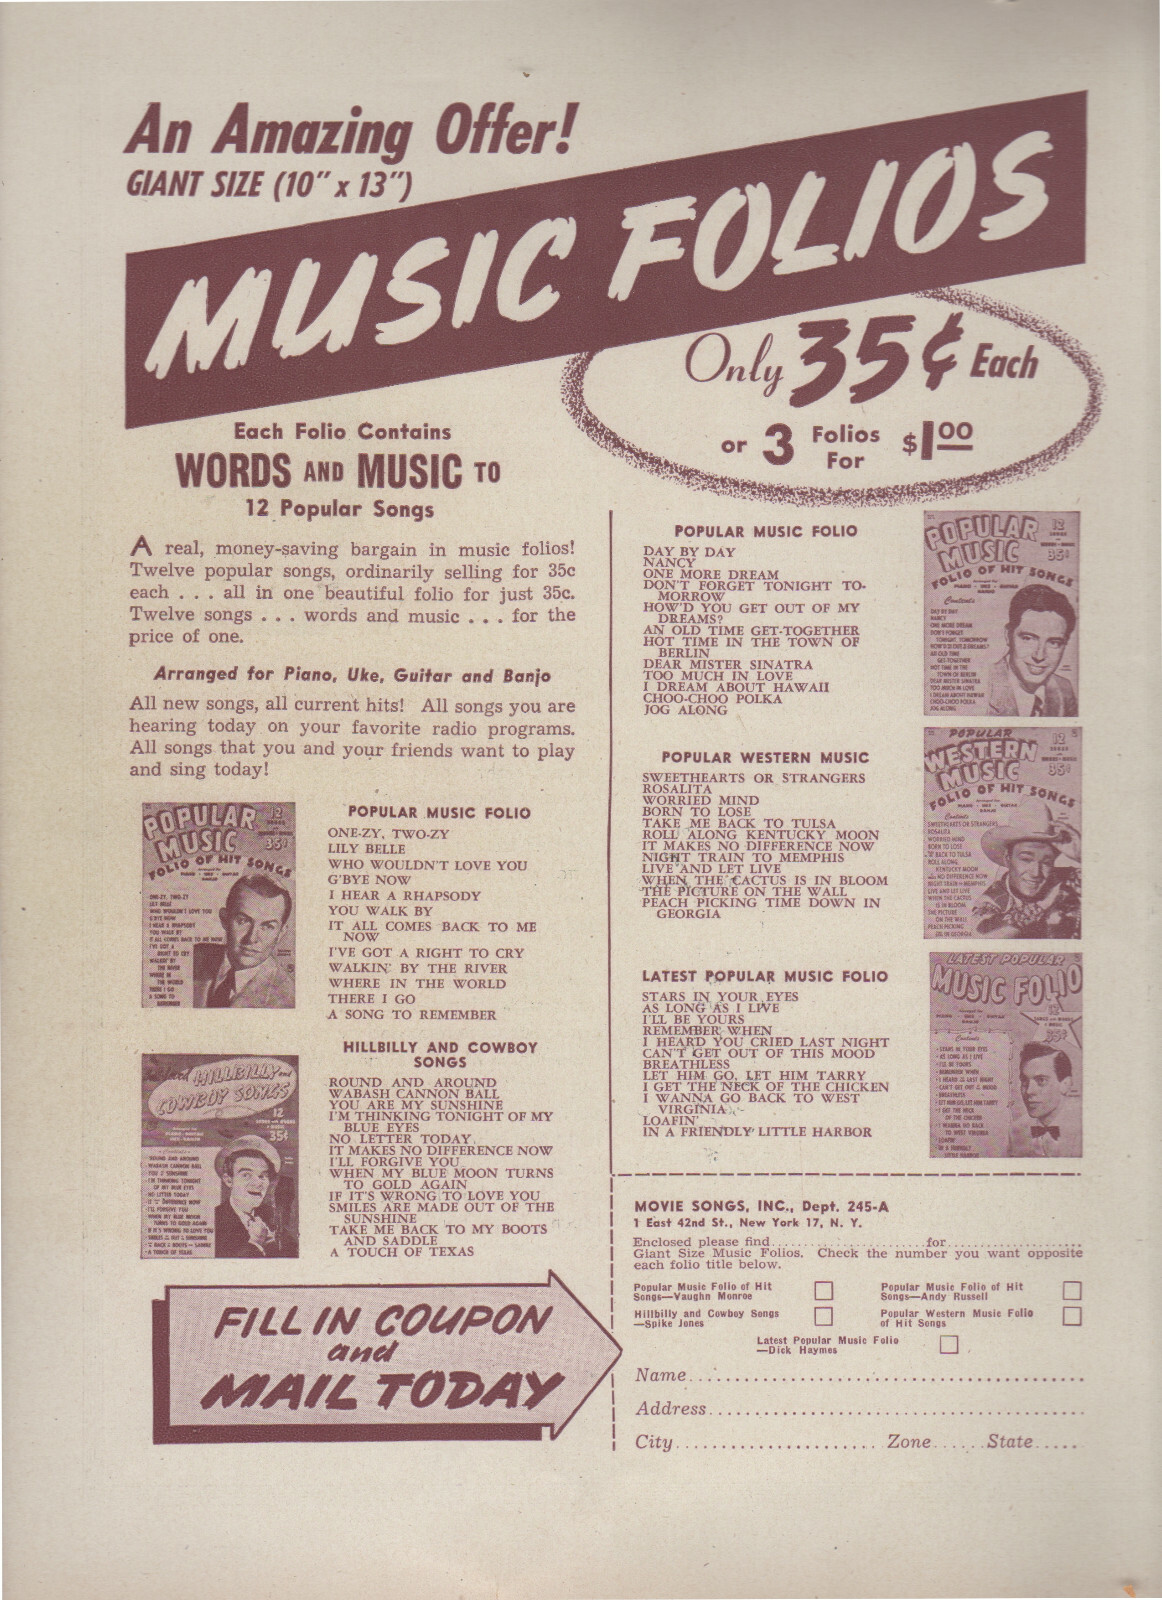 An Amazing Offer!
GIANT SIZE (10" x 13")
MUSIC FOLIOS
Only 35¢ Each
or 3 Folios For $1.00
Each Folio Contains
WORDS AND MUSIC TO
12 Popular Songs
A real, money-saving bargain in music folios!
Twelve popular songs, ordinarily selling for 35c
each . . . all in one beautiful folio for just 35c.
Twelve songs . . . words and music . . . for the
price of one.
Arranged for Piano, Uke, Guitar and Banjo
All new songs, all current hits! All songs you are
hearing today on your favorite radio programs.
All songs that you and your friends want to play
and sing today!
POPULAR
MUSIC
12
35¢
FOLIO OF HIT SONGS
POPULAR MUSIC FOLIO
ONE-ZY, TWO-ZY
LILY BELLE
WHO WOULDN'T LOVE YOU
G'BYE NOW
I HEAR A RHAPSODY
YOU WALK BY
IT ALL COMES BACK TO ME
NOW
I'VE GOT A RIGHT TO CRY
WALKIN' BY THE RIVER
WHERE IN THE WORLD
THERE I GO
A SONG TO REMEMBER
HILLBILLY and
COWBOY SONGS
12
35¢
HILLBILLY AND COWBOY
SONGS
ROUND AND AROUND
WABASH CANNON BALL
YOU ARE MY SUNSHINE
I'M THINKING TONIGHT OF MY
BLUE EYES
NO LETTER TODAY
IT MAKES NO DIFFERENCE NOW
I'LL FORGIVE YOU
WHEN MY BLUE MOON TURNS
TO GOLD AGAIN
IF IT'S WRONG TO LOVE YOU
SMILES ARE MADE OUT OF THE
SUNSHINE
TAKE ME BACK TO MY BOOTS
AND SADDLE
A TOUCH OF TEXAS
FILL IN COUPON
and
MAIL TODAY
POPULAR MUSIC FOLIO
DAY BY DAY
NANCY
ONE MORE DREAM
DON'T FORGET TONIGHT TO-
MORROW
HOW'D YOU GET OUT OF MY
DREAMS?
AN OLD TIME GET-TOGETHER
HOT TIME IN THE TOWN OF
BERLIN
DEAR MISTER SINATRA
TOO MUCH IN LOVE
I DREAM ABOUT HAWAII
CHOO-CHOO POLKA
JOG ALONG
POPULAR
MUSIC
12
35¢
FOLIO OF HIT SONGS
Contents
POPULAR WESTERN MUSIC
SWEETHEARTS OR STRANGERS
ROSALITA
WORRIED MIND
BORN TO LOSE
TAKE ME BACK TO TULSA
ROLL ALONG KENTUCKY MOON
IT MAKES NO DIFFERENCE NOW
NIGHT TRAIN TO MEMPHIS
LIVE AND LET LIVE
WHEN THE CACTUS IS IN BLOOM
THE PICTURE ON THE WALL
PEACH PICKING TIME DOWN IN
GEORGIA
POPULAR
WESTERN
MUSIC
12
35¢
FOLIO OF HIT SONGS
Contents
LATEST POPULAR MUSIC FOLIO
STARS IN YOUR EYES
AS LONG AS I LIVE
I'LL BE YOURS
REMEMBER WHEN
I HEARD YOU CRIED LAST NIGHT
CAN'T GET OUT OF THIS MOOD
BREATHLESS
LET HIM GO, LET HIM TARRY
I GET THE NECK OF THE CHICKEN
I WANNA GO BACK TO WEST
VIRGINIA
LOAFIN'
IN A FRIENDLY LITTLE HARBOR
LATEST POPULAR
MUSIC FOLIO
12
35¢
Contents
MOVIE SONGS, INC., Dept. 245-A
1 East 42nd St., New York 17, N. Y.
Enclosed please find....................for....................
Giant Size Music Folios. Check the number you want opposite
each folio title below.
Popular Music Folio of Hit
Songs—Vaughn Monroe
Popular Music Folio of Hit
Songs—Andy Russell
Hillbilly and Cowboy Songs
—Spike Jones
Popular Western Music Folio
of Hit Songs
Latest Popular Music Folio
—Dick Haymes
Name........................................
Address........................................
City.................... Zone......State.....